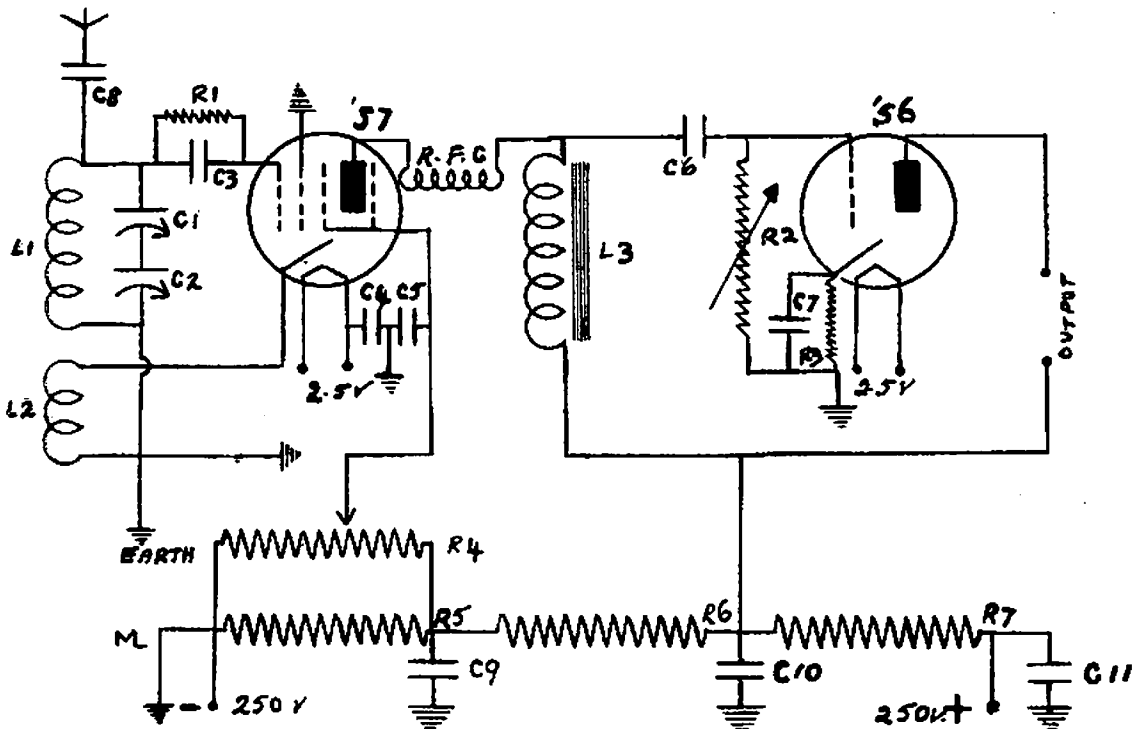 C8
R1
'57
'56
R.F.C
C3
C6
C1
L1
R2
L3
C2
C7
C4 C5
R3
OUTPUT
2.5V
2.5V
L2
EARTH
R4
ML
R5
R6
R7
C9
C10
C11
- 250V
250V. +